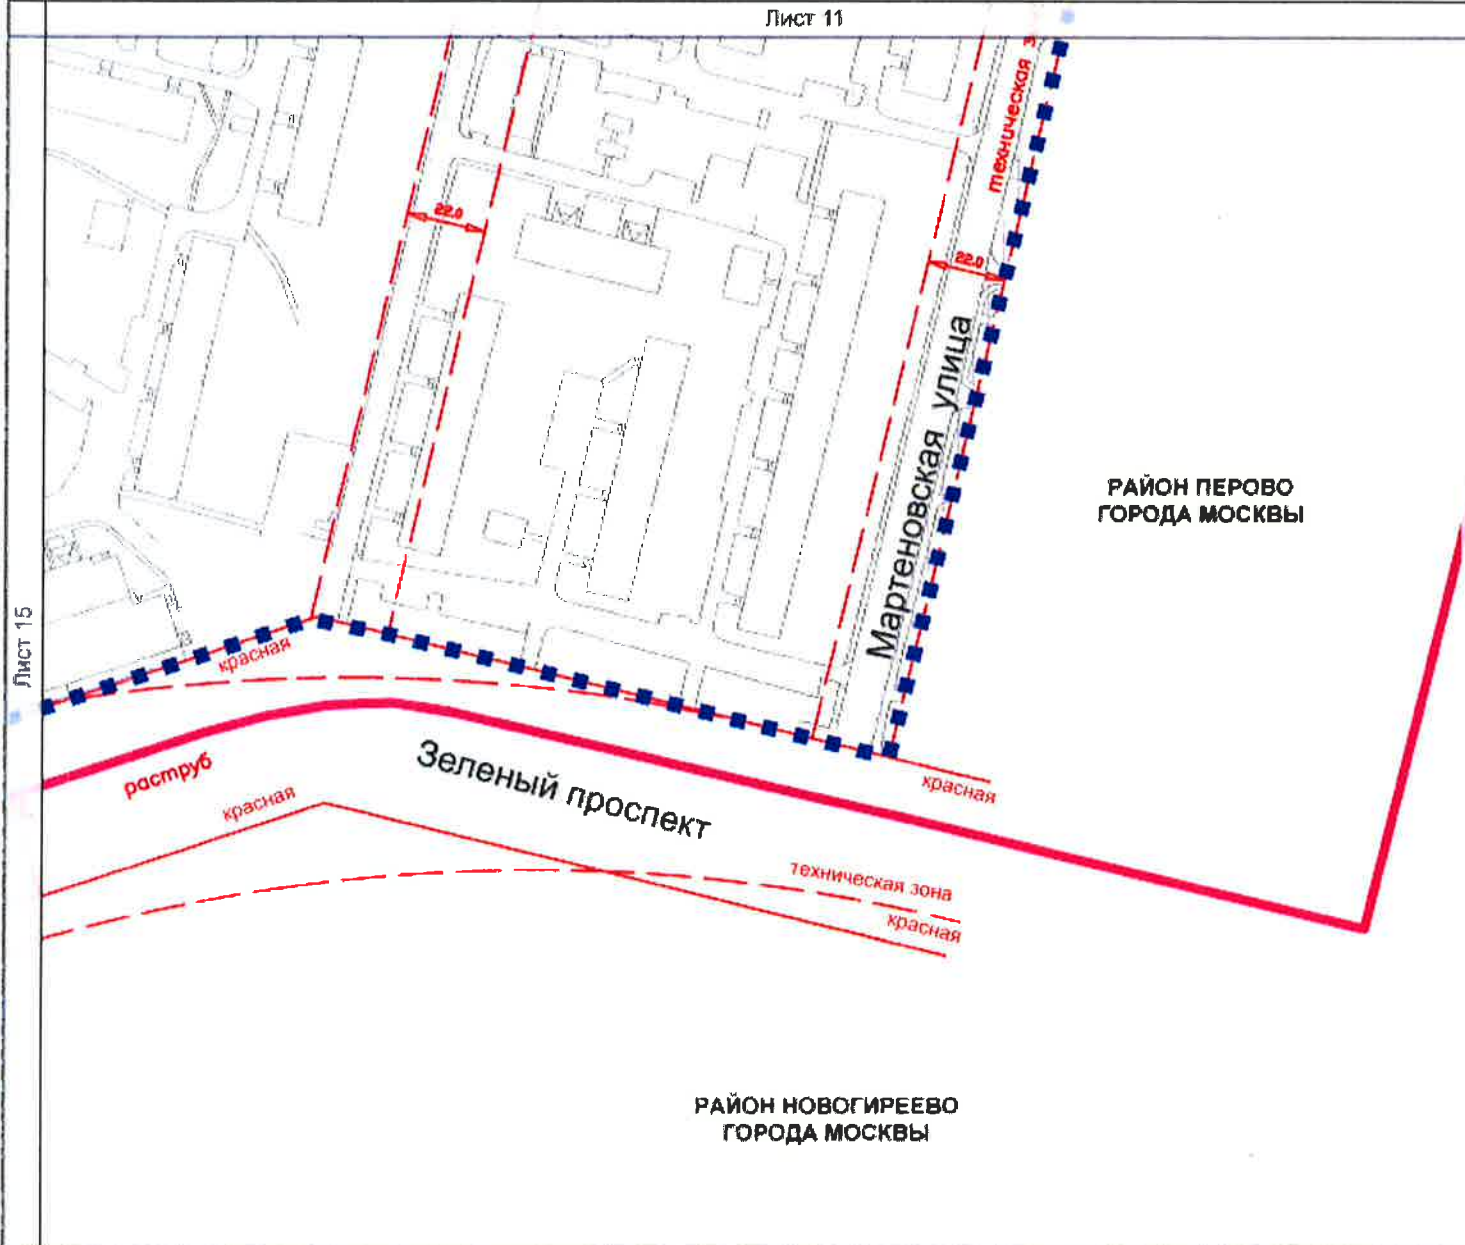 Лист 11
техническая з
22.0
22.0
Мартеновская улица
РАЙОН ПЕРОВО
ГОРОДА МОСКВЫ
Лист 15
красная
раструб
Зеленый проспект
красная
красная
техническая зона
красная
РАЙОН НОВОГИРЕЕВО
ГОРОДА МОСКВЫ